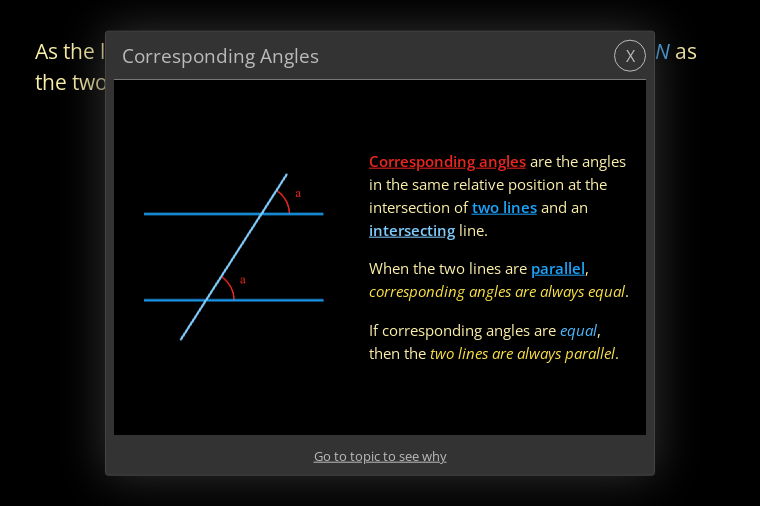 As the l
N as
the two
Corresponding Angles
X
a
a
Corresponding angles are the angles
in the same relative position at the
intersection of two lines and an
intersecting line.
When the two lines are parallel,
corresponding angles are always equal.
If corresponding angles are equal,
then the two lines are always parallel.
Go to topic to see why